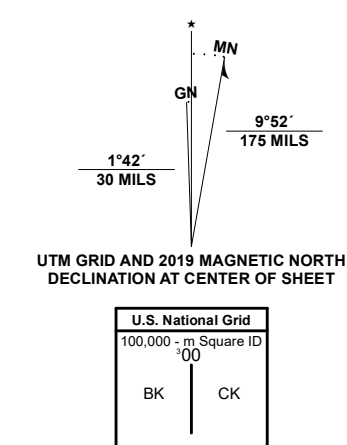 ★
MN
GN
9°52´
175 MILS
1°42´
30 MILS
UTM GRID AND 2019 MAGNETIC NORTH
DECLINATION AT CENTER OF SHEET
U.S. National Grid
100,000 - m Square ID
³00
BK CK